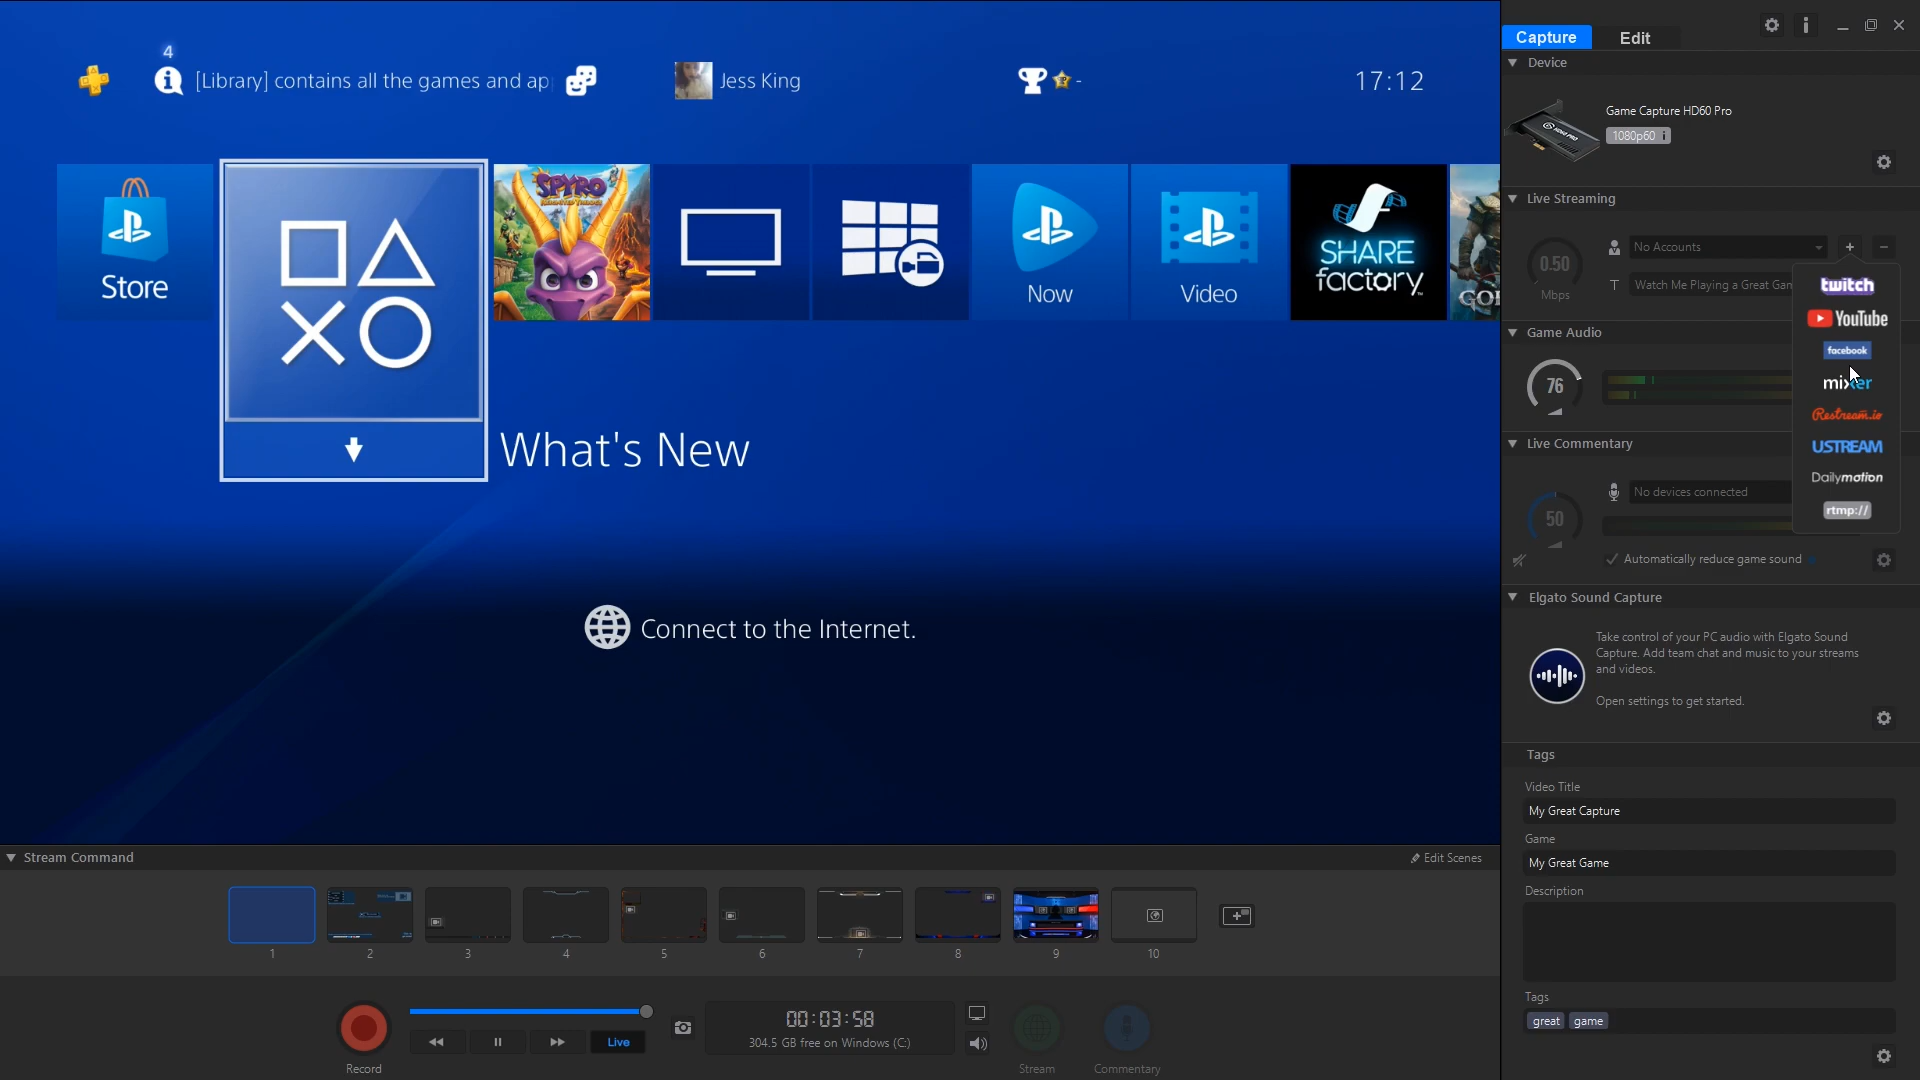 Capture
Edit
Device
Game Capture HD60 Pro
1080p60 i
Live Streaming
No Accounts
0.50
Mbps
T
Watch Me Playing a Great Gam
twitch
YouTube
facebook
mixer
Restream.io
USTREAM
Dailymotion
rtmp://
Game Audio
76
Live Commentary
No devices connected
50
Automatically reduce game sound
Elgato Sound Capture
Take control of your PC audio with Elgato Sound
Capture. Add team chat and music to your streams
and videos.
Open settings to get started.
Tags
Video Title
My Great Capture
Game
My Great Game
Description
Tags
great game
4
[Library] contains all the games and ap
Jess King
-
17:12
Store
SPYRO
Now
Video
SHARE
factory
GO
What's New
Connect to the Internet.
Stream Command
Edit Scenes
1 2 3 4 5 6 7 8 9 10
Live
00:03:58
304.5 GB free on Windows (C:)
Record
Stream
Commentary